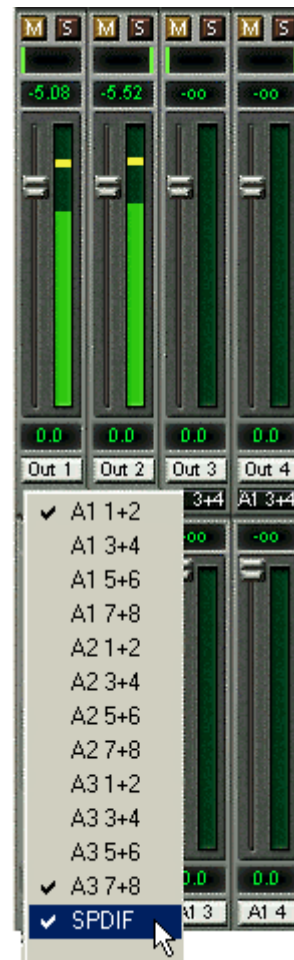 M S M S M S M S
-5.08 -5.52 -oo -oo
0.0 0.0 0.0 0.0
Out 1 Out 2 Out 3 Out 4
3+4 A1 3+4
-oo -oo
A1 1+2
A1 3+4
A1 5+6
A1 7+8
A2 1+2
A2 3+4
A2 5+6
A2 7+8
A3 1+2
A3 3+4
A3 5+6
A3 7+8
SPDIF
0.0 0.0
A1 3 A1 4